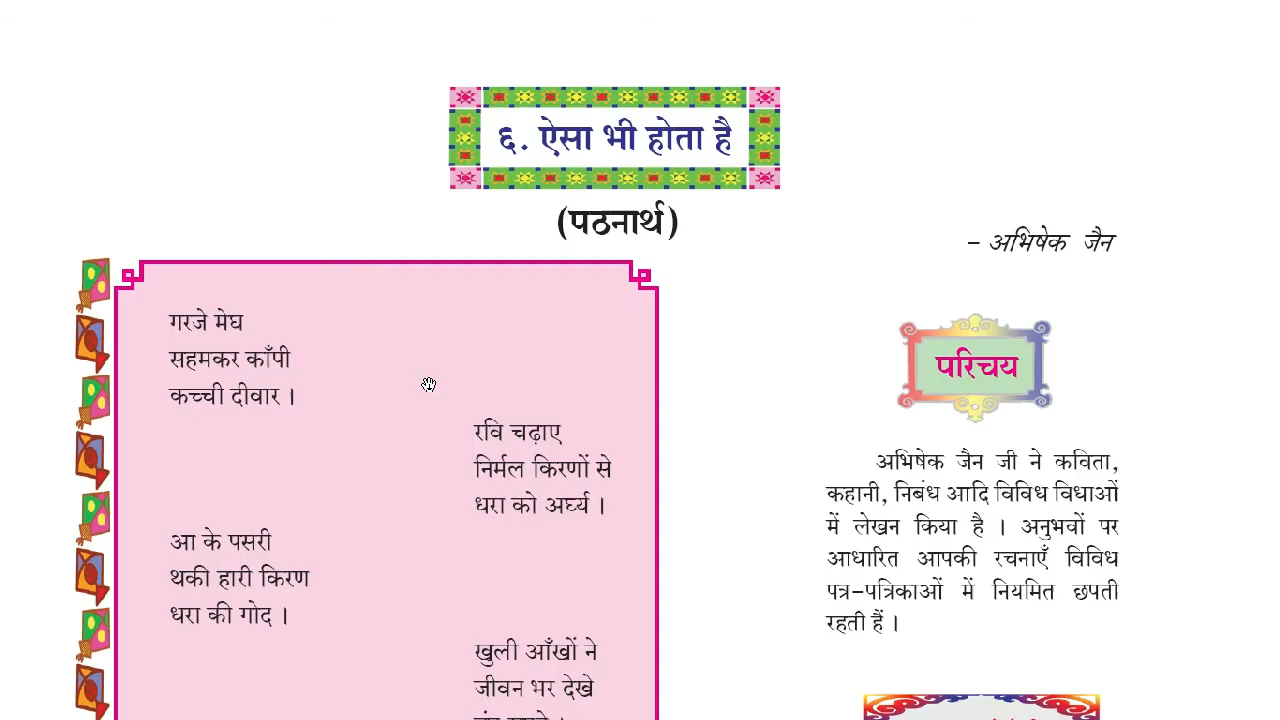 ६. ऐसा भी होता है
(पठनार्थ)
- अभिषेक जैन
गरजे मेघ
सहमकर काँपी
कच्ची दीवार ।
रवि चढ़ाए
निर्मल किरणों से
धरा को अर्घ्य ।
आ के पसरी
थकी हारी किरण
धरा की गोद ।
खुली आँखों ने
जीवन भर देखे
परिचय
अभिषेक जैन जी ने कविता,
कहानी, निबंध आदि विविध विधाओं
में लेखन किया है । अनुभवों पर
आधारित आपकी रचनाएँ विविध
पत्र-पत्रिकाओं में नियमित छपती
रहती हैं ।